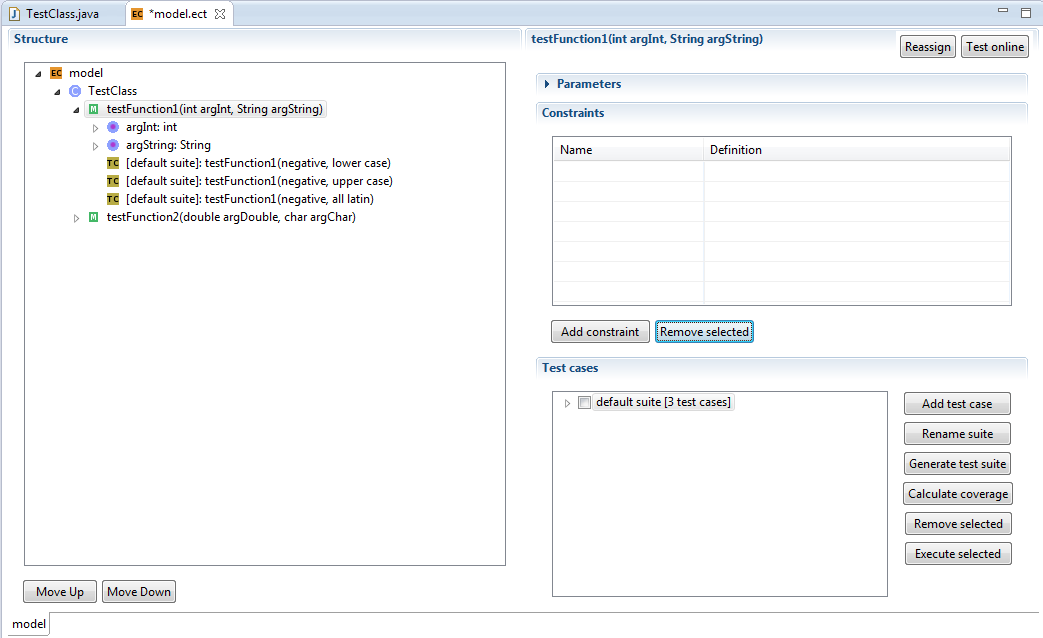 TestClass.java
EC *model.ect
Structure
EC model
C TestClass
M testFunction1(int argInt, String argString)
argInt: int
argString: String
TC [default suite]: testFunction1(negative, lower case)
TC [default suite]: testFunction1(negative, upper case)
TC [default suite]: testFunction1(negative, all latin)
M testFunction2(double argDouble, char argChar)
Move Up Move Down
model
testFunction1(int argInt, String argString)
Reassign Test online
Parameters
Constraints
Name Definition
Add constraint Remove selected
Test cases
default suite [3 test cases]
Add test case
Rename suite
Generate test suite
Calculate coverage
Remove selected
Execute selected